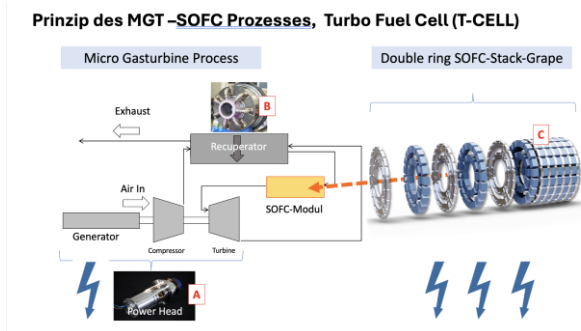 Prinzip des MGT –SOFC Prozesses, Turbo Fuel Cell (T-CELL)
Micro Gasturbine Process
Double ring SOFC-Stack-Grape
B
Exhaust
Recuperator
C
Air In
SOFC-Modul
Generator
Compressor
Turbine
A
Power Head